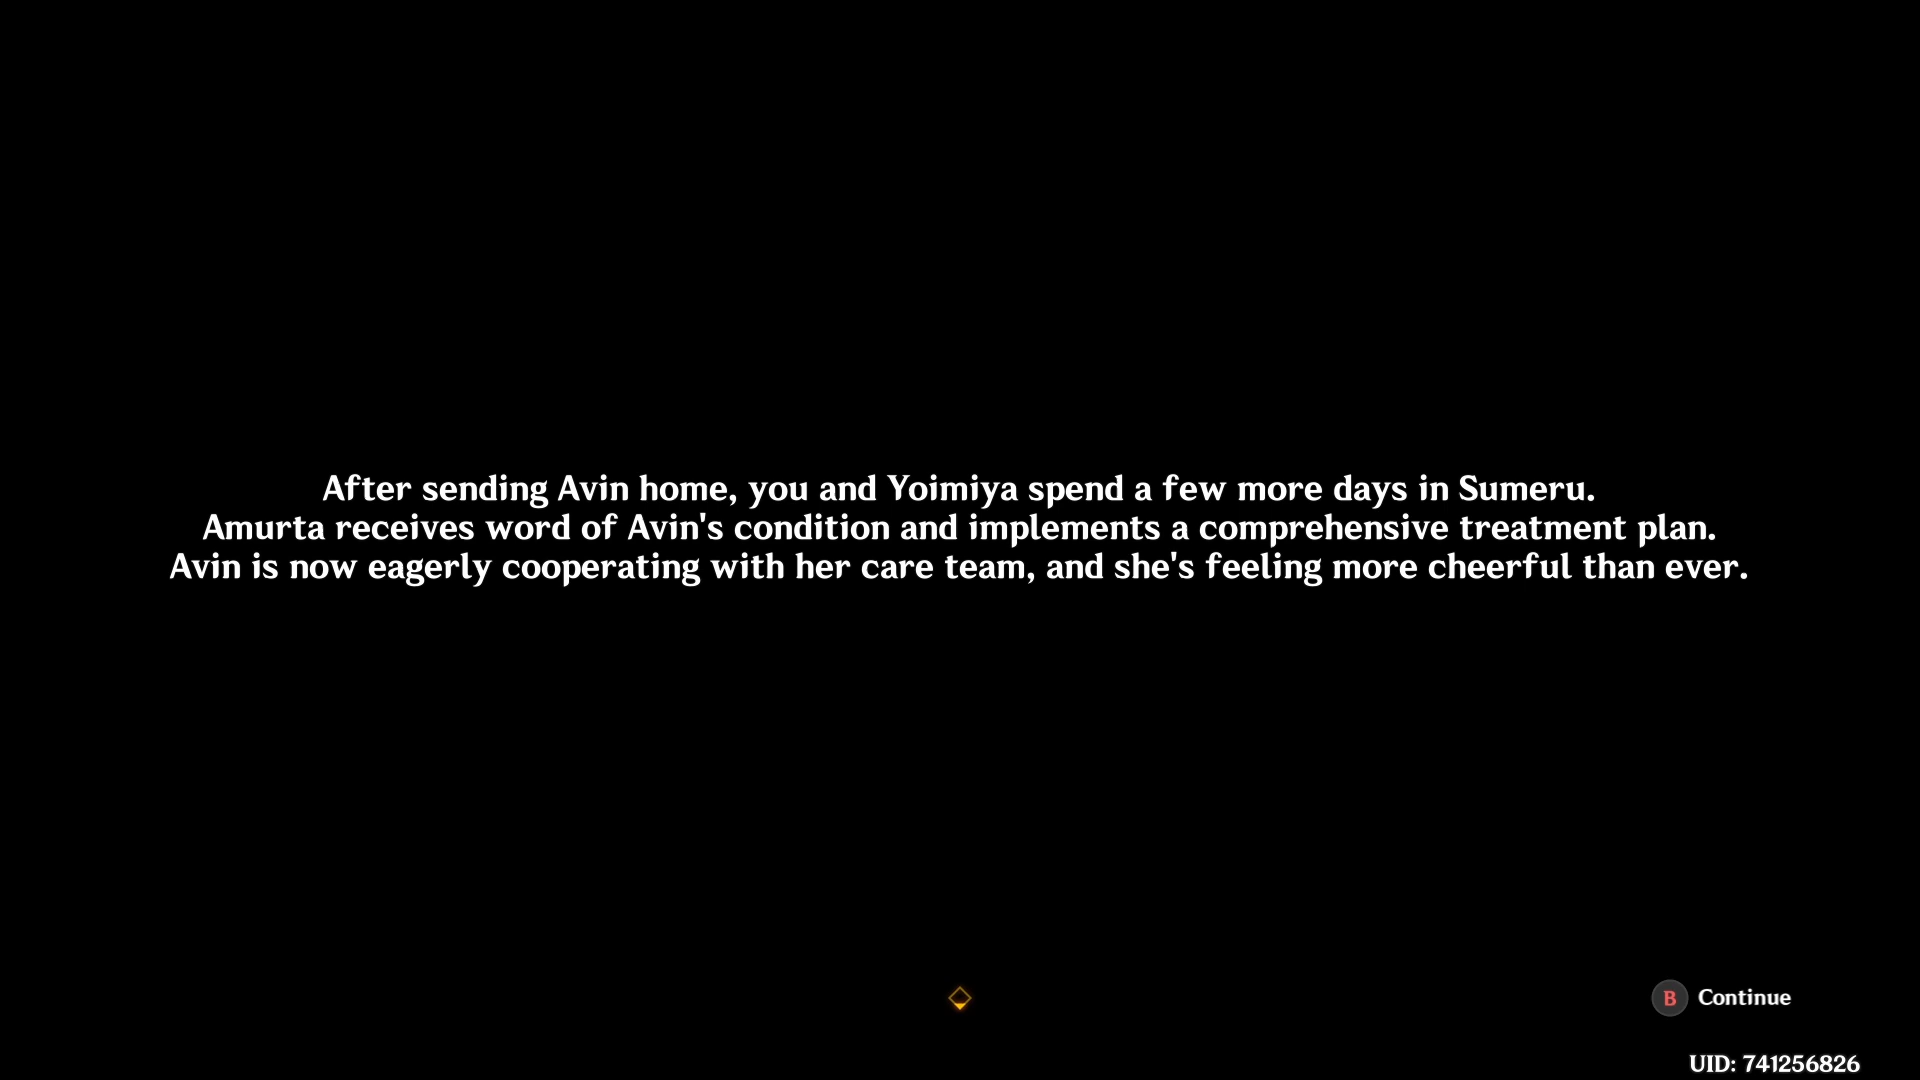 After sending Avin home, you and Yoimiya spend a few more days in Sumeru.
Amurta receives word of Avin's condition and implements a comprehensive treatment plan.
Avin is now eagerly cooperating with her care team, and she's feeling more cheerful than ever.
B Continue
UID: 741256826